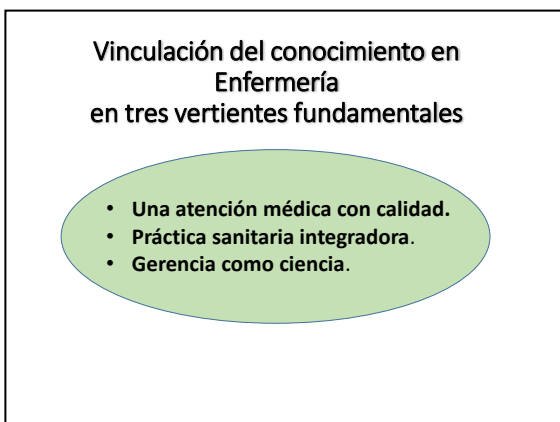 Vinculación del conocimiento en
Enfermería
en tres vertientes fundamentales
• Una atención médica con calidad.
• Práctica sanitaria integradora.
• Gerencia como ciencia.